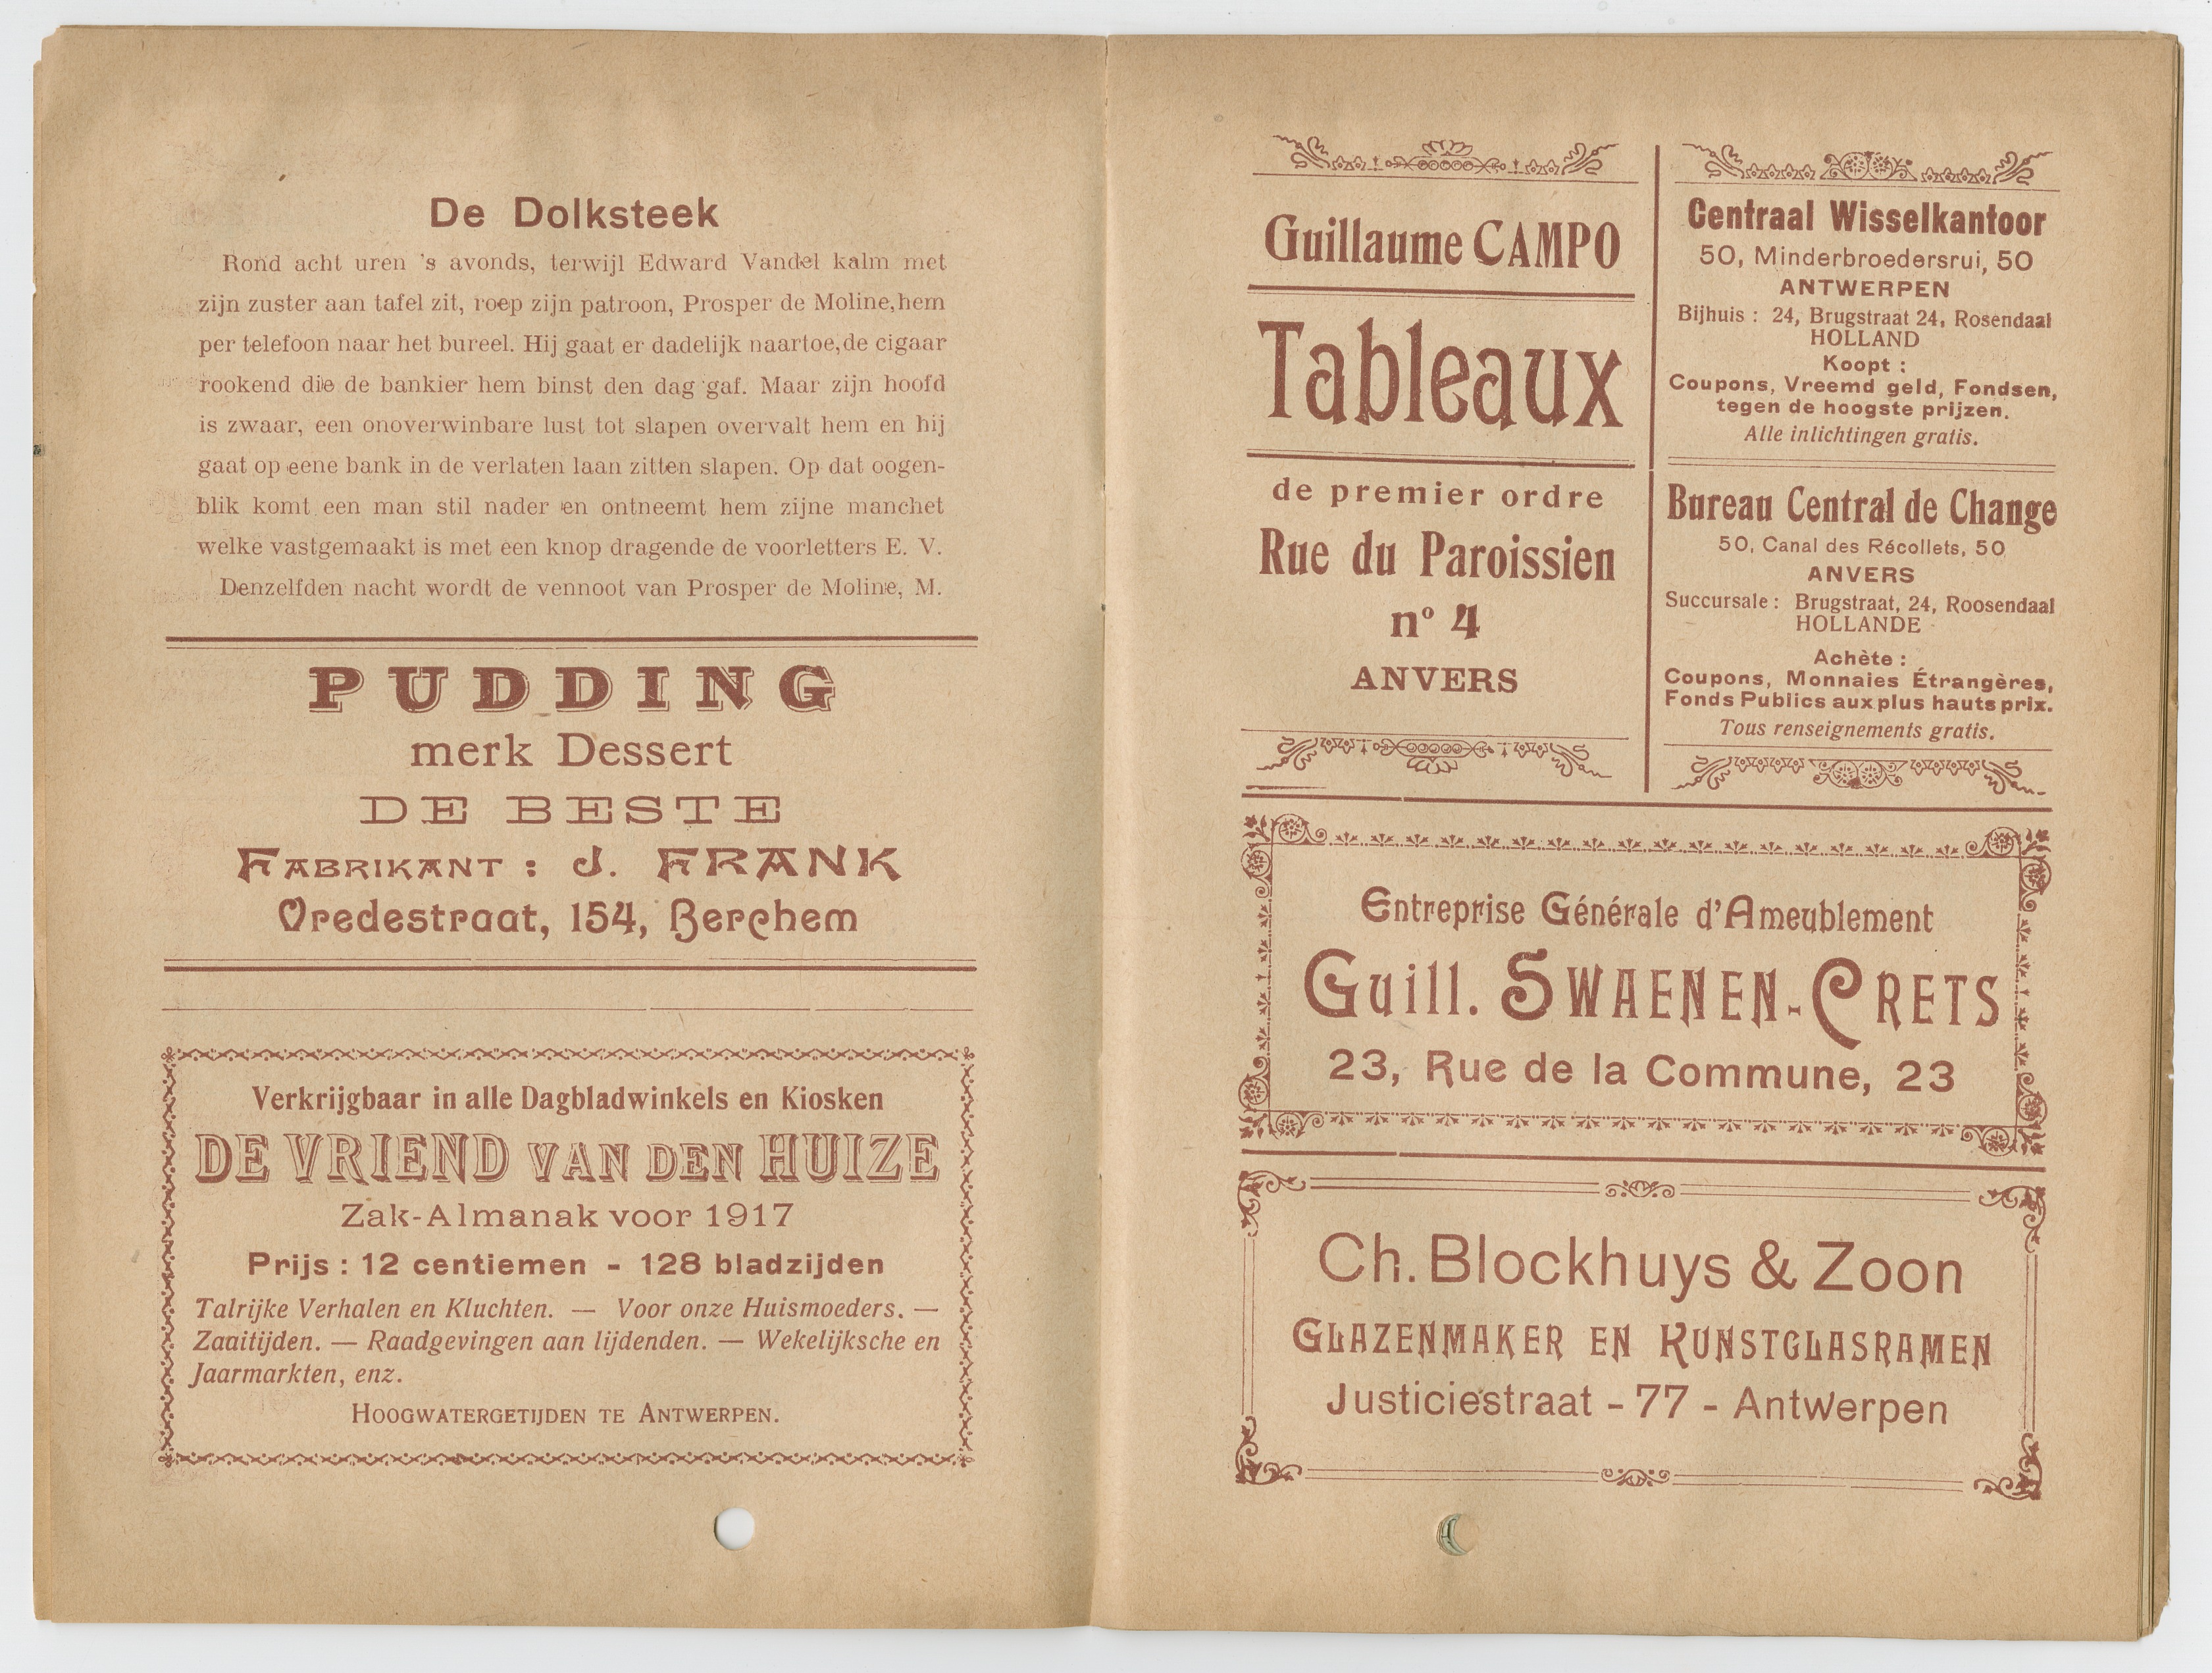 De Dolksteek
Rond acht uren 's avonds, terwijl Edward Vandel kalm met
zijn zuster aan tafel zit, roep zijn patroon, Prosper de Moline, hem
per telefoon naar het bureel. Hij gaat er dadelijk naartoe, de cigaar
rookend die de bankier hem binst den dag gaf. Maar zijn hoofd
is zwaar, een onoverwinbare lust tot slapen overvalt hem en hij
gaat op eene bank in de verlaten laan zitten slapen. Op dat oogen-
blik komt een man stil nader en ontneemt hem zijne manchet
welke vastgemaakt is met een knop dragende de voorletters E. V.
Denzelfden nacht wordt de vennoot van Prosper de Moline, M.
PUDDING
merk Dessert
DE BESTE
FABRIKANT : J. FRANK
Vredestraat, 154, Berchem
Verkrijgbaar in alle Dagbladwinkels en Kiosken
DE VRIEND VAN DEN HUIZE
Zak-Almanak voor 1917
Prijs : 12 centiemen - 128 bladzijden
Talrijke Verhalen en Kluchten. — Voor onze Huismoeders. —
Zaaitijden. — Raadgevingen aan lijdenden. — Wekelijksche en
Jaarmarkten, enz.
HOOGWATERGETIJDEN TE ANTWERPEN.
Guillaume CAMPO
Tableaux
de premier ordre
Rue du Paroissien
nº 4
ANVERS
Centraal Wisselkantoor
50, Minderbroedersrui, 50
ANTWERPEN
Bijhuis : 24, Brugstraat 24, Rosendaal
HOLLAND
Koopt :
Coupons, Vreemd geld, Fondsen,
tegen de hoogste prijzen.
Alle inlichtingen gratis.
Bureau Central de Change
50, Canal des Récollets, 50
ANVERS
Succursale : Brugstraat, 24, Roosendaal
HOLLANDE
Achète :
Coupons, Monnaies Étrangères,
Fonds Publics aux plus hauts prix.
Tous renseignements gratis.
Entreprise Générale d'Ameublement
Guill. SWAENEN-CRETS
23, Rue de la Commune, 23
Ch. Blockhuys & Zoon
GLAZENMAKER EN KUNSTGLASRAMEN
Justiciestraat - 77 - Antwerpen